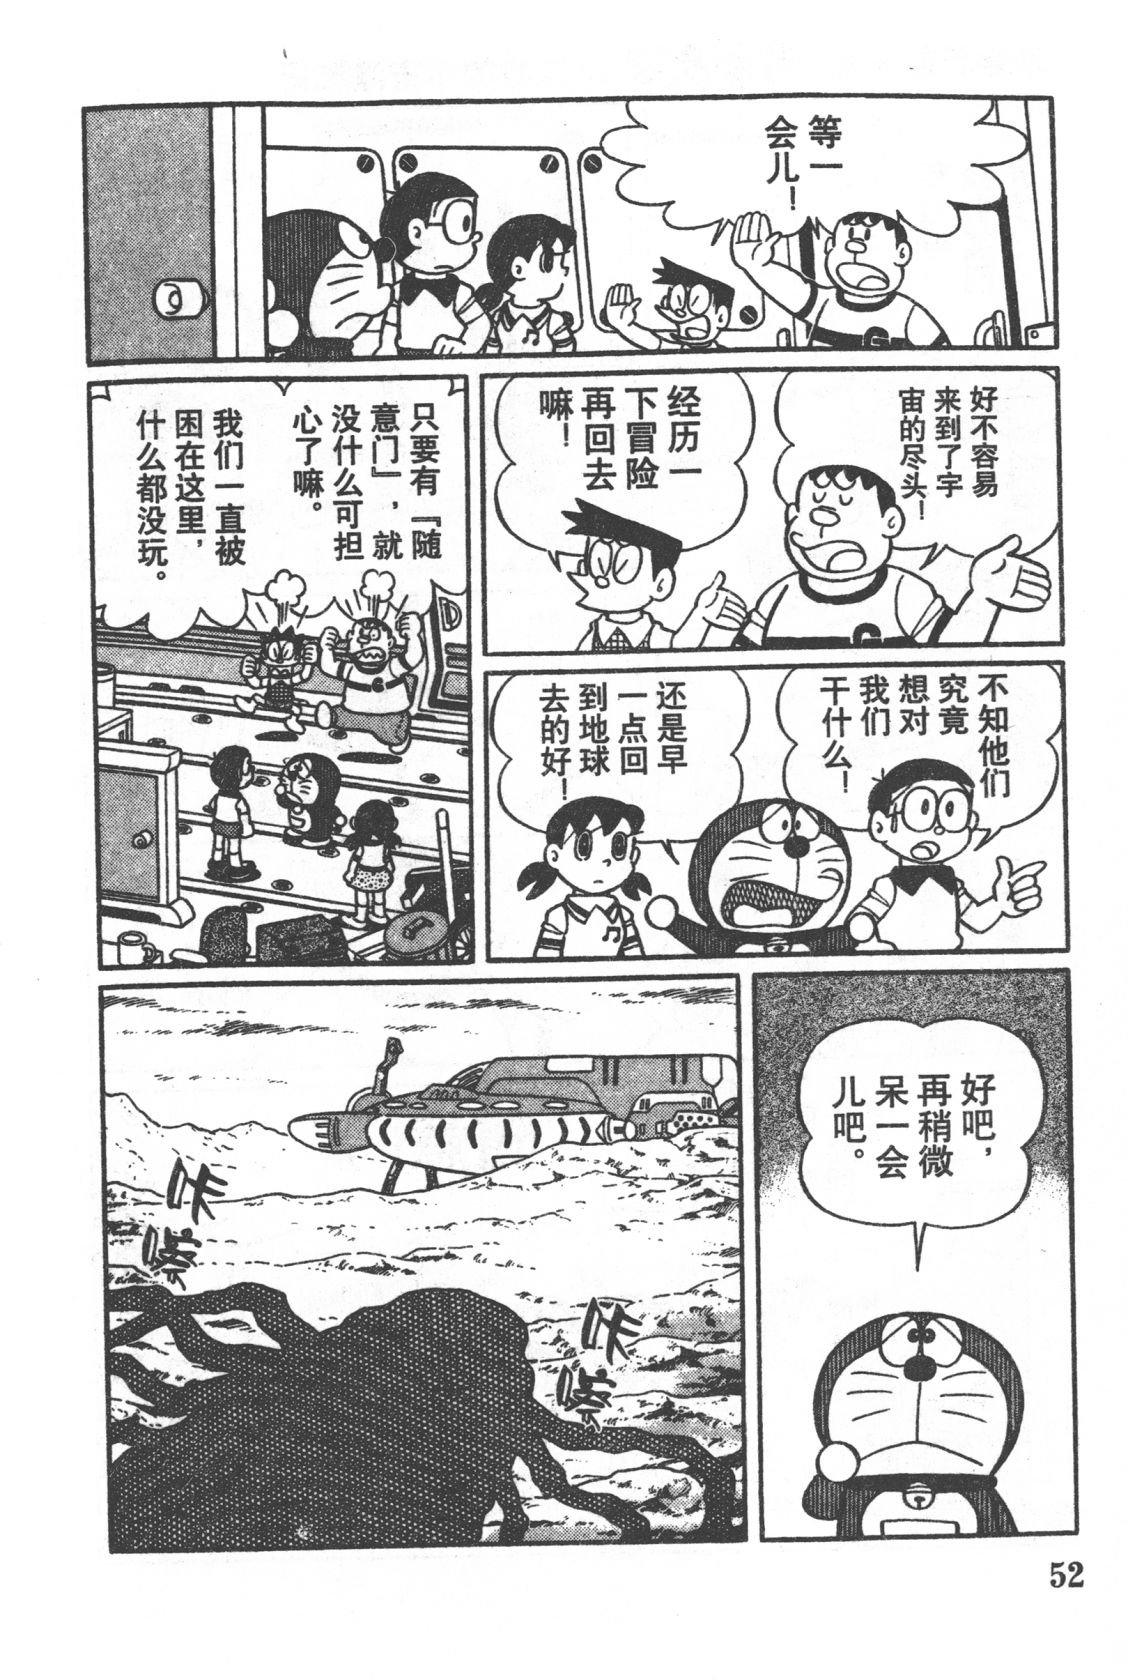 等一
会儿！
好不容易
来到了宇
宙的尽头！
经历一
下冒险
再回去
嘛！
不知他们
究竟
想对
我们
干什么！
还是早
一点回
到地球
去的好！
只要有『随
意门』，就
没什么可担
心了嘛。
我们一直被
困在这里，
什么都没玩。
好吧，
再稍微
呆一会
儿吧。
咔
嚓
咔
嚓
52